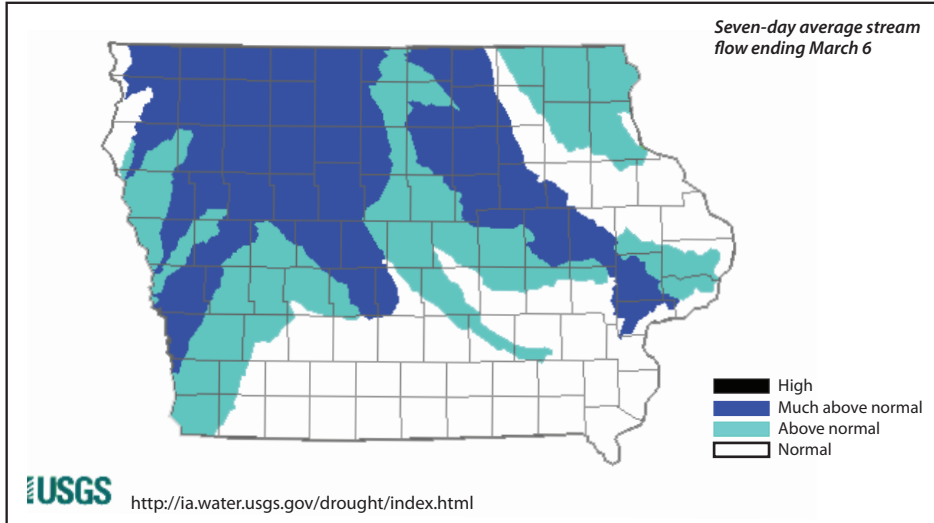 Seven-day average stream
flow ending March 6
High
Much above normal
Above normal
Normal
USGS
http://ia.water.usgs.gov/drought/index.html